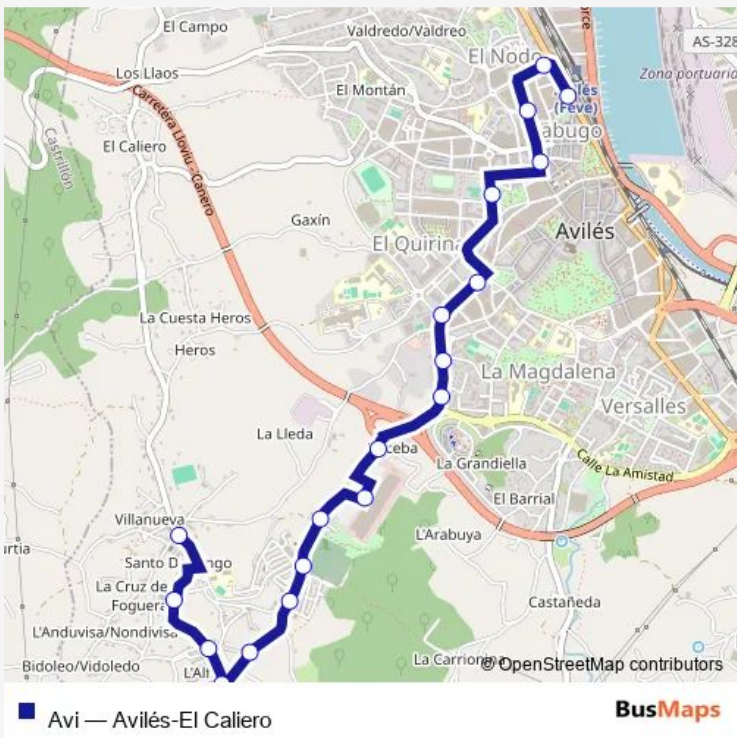 El Campo
Valdredo/Valdreo
AS-328
El Nodo
Zona portuaria
Los Llaos
El Montán
(Feve)
Carretera Lloviu - Canero
El Caliero
Castrillón
Gaxín
Avilés
El Quirina
La Cuesta Heros
Heros
La Magdalena
Versalles
La Lleda
La Grandiella
Calle La Amistad
El Barrial
Villanueva
L'Arabuya
La Cruz de
Foguera
Castañeda
L'Anduvisa/Nondivisa
Bidoleo/Vidoledo
La Carriona
© OpenStreetMap contributors
Avi — Avilés-El Caliero
BusMaps